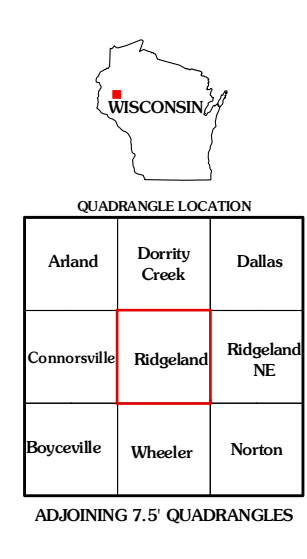 WISCONSIN
QUADRANGLE LOCATION
Arland
Dorrity
Creek
Dallas
Connorsville
Ridgeland
Ridgeland
NE
Boyceville
Wheeler
Norton
ADJOINING 7.5' QUADRANGLES